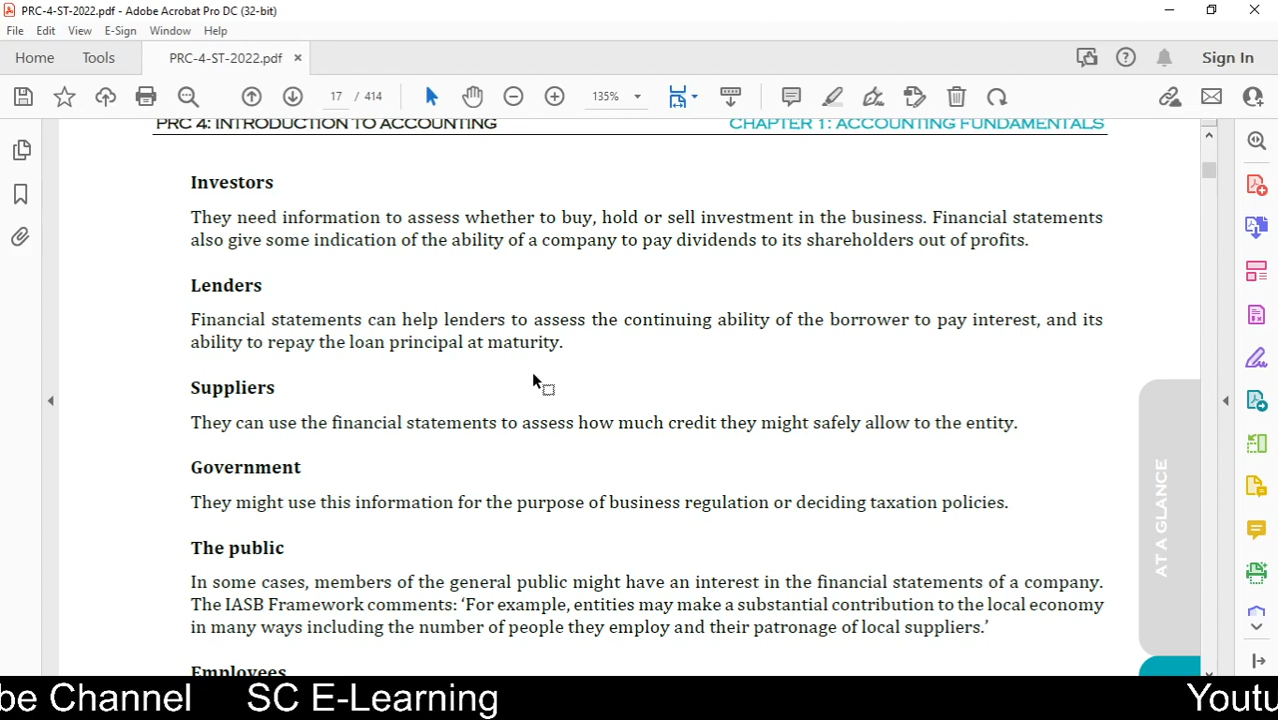 PRC-4-ST-2022.pdf - Adobe Acrobat Pro DC (32-bit)
File Edit View E-Sign Window Help
Home Tools PRC-4-ST-2022.pdf × Sign In
17 / 414 135%
PRC 4: INTRODUCTION TO ACCOUNTING CHAPTER 1: ACCOUNTING FUNDAMENTALS
Investors
They need information to assess whether to buy, hold or sell investment in the business. Financial statements
also give some indication of the ability of a company to pay dividends to its shareholders out of profits.
Lenders
Financial statements can help lenders to assess the continuing ability of the borrower to pay interest, and its
ability to repay the loan principal at maturity.
Suppliers
They can use the financial statements to assess how much credit they might safely allow to the entity.
Government
They might use this information for the purpose of business regulation or deciding taxation policies.
The public
In some cases, members of the general public might have an interest in the financial statements of a company.
The IASB Framework comments: ‘For example, entities may make a substantial contribution to the local economy
in many ways including the number of people they employ and their patronage of local suppliers.’
Employees
AT A GLANCE
be Channel SC E-Learning Youtu